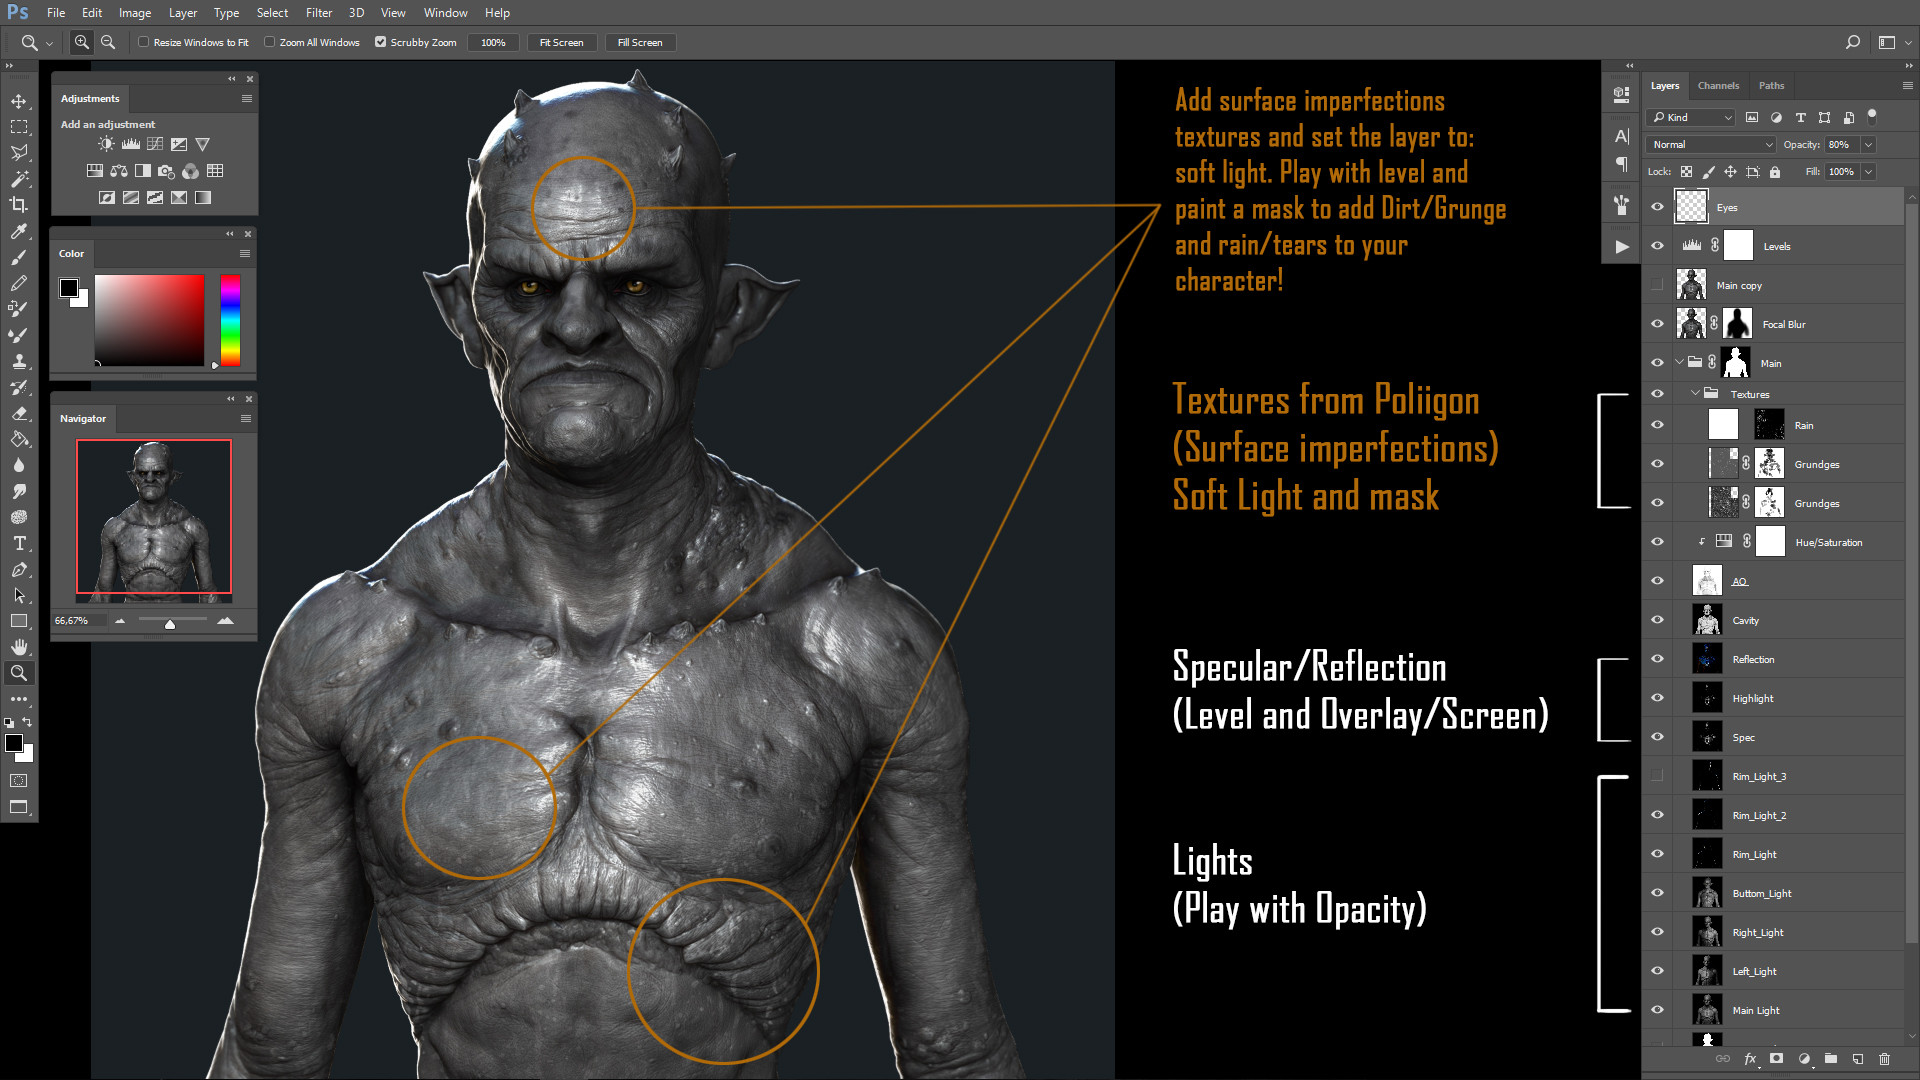 Ps File Edit Image Layer Type Select Filter 3D View Window Help
Resize Windows to Fit Zoom All Windows Scrubby Zoom 100% Fit Screen Fill Screen
Adjustments
Add an adjustment
Color
Navigator
66,67%
Add surface imperfections
textures and set the layer to:
soft light. Play with level and
paint a mask to add Dirt/Grunge
and rain/tears to your
character!
Textures from Poliigon
(Surface imperfections)
Soft Light and mask
Specular/Reflection
(Level and Overlay/Screen)
Lights
(Play with Opacity)
Layers Channels Paths
Kind
Normal Opacity: 80%
Lock: Fill: 100%
Eyes
Levels
Main copy
Focal Blur
Main
Textures
Rain
Grundges
Grundges
Hue/Saturation
AO
Cavity
Reflection
Highlight
Spec
Rim_Light_3
Rim_Light_2
Rim_Light
Buttom_Light
Right_Light
Left_Light
Main Light
fx